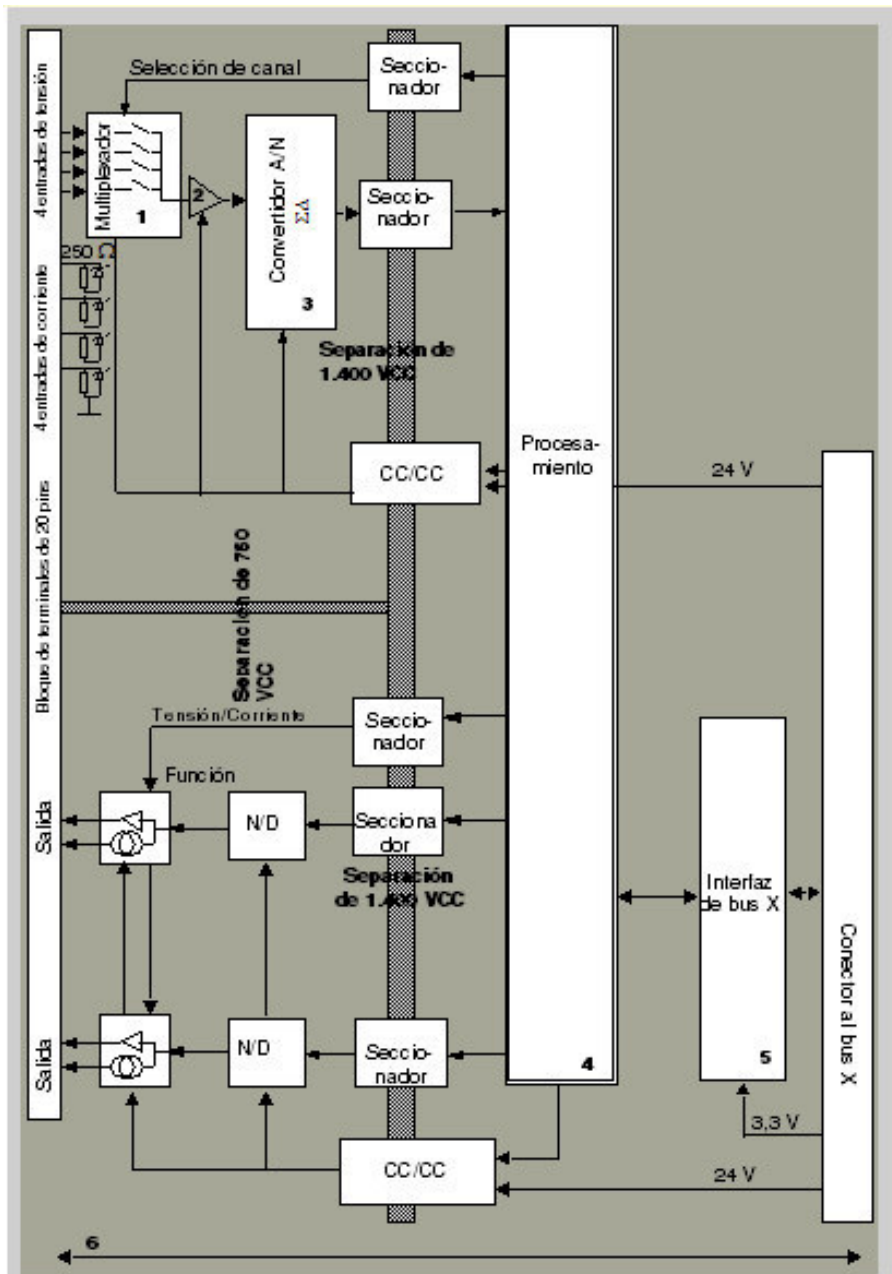 4 entradas de tensión
4 entradas de corriente
Bloque de terminales de 20 pins
Salida
Salida
Selección de canal
Seccio-
nador
Multiplexador
1
2
Convertidor A/N
ΣΔ
3
Seccio-
nador
250 Ω
Separación de
1.400 VCC
CC/CC
Procesa-
miento
4
24 V
Separación de 750
VCC
Tensión/Corriente
Seccio-
nador
Función
N/D
Secciona
dor
Separación
de 1.400 VCC
Interfaz
de bus X
5
Conector al bus X
N/D
Seccio-
nador
3,3 V
CC/CC
24 V
6